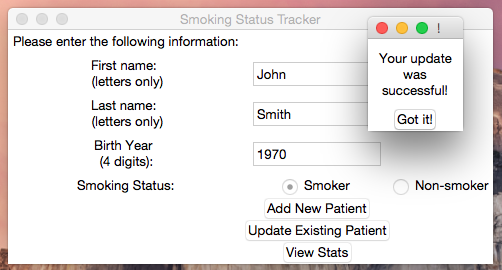 Smoking Status Tracker
!
Please enter the following information:
First name:
(letters only)
John
Last name:
(letters only)
Smith
Birth Year
(4 digits):
1970
Smoking Status:
Smoker
Non-smoker
Add New Patient
Update Existing Patient
View Stats
Your update
was
successful!
Got it!